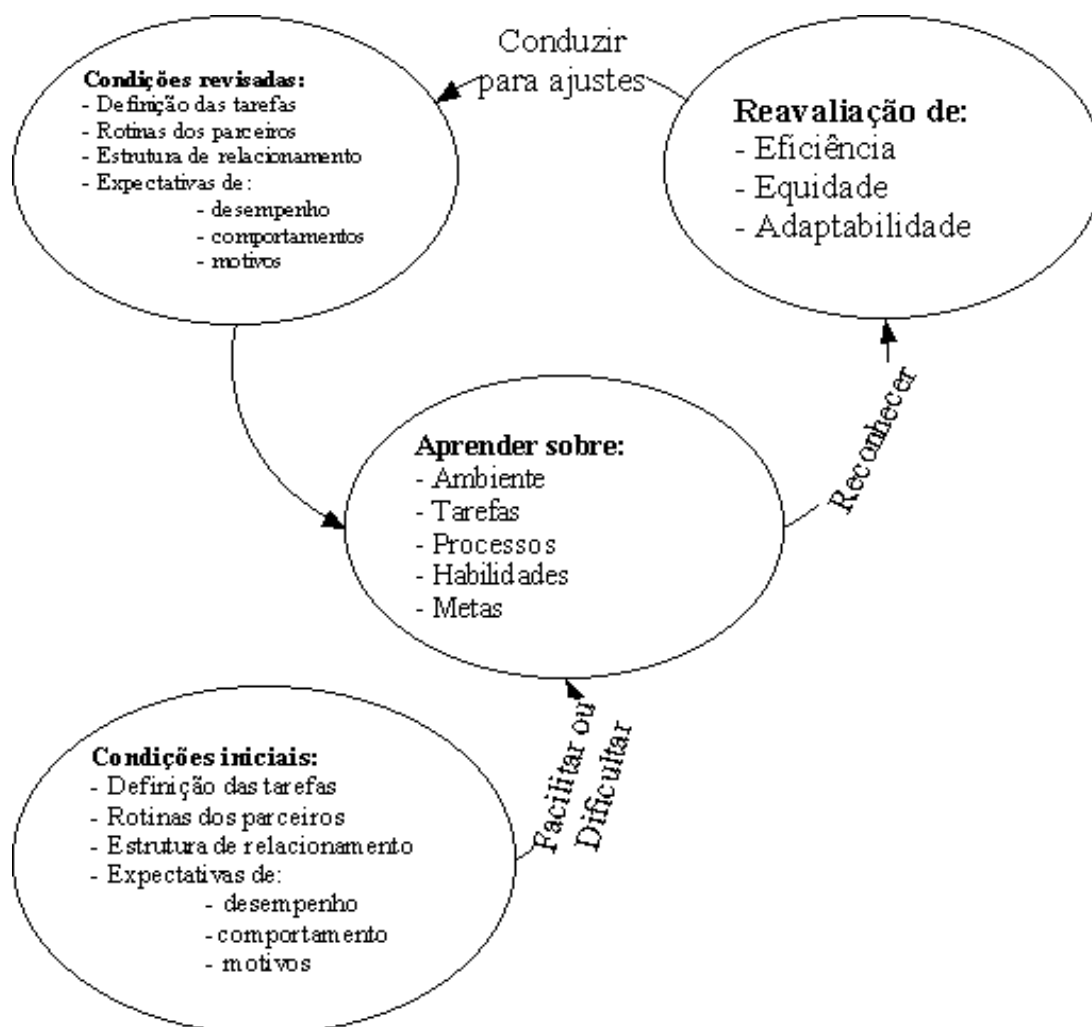 Conduzir
para ajustes
Condições revisadas:
- Definição das tarefas
- Rotinas dos parceiros
- Estrutura de relacionamento
- Expectativas de:
- desempenho
- comportamentos
- motivos
Reavaliação de:
- Eficiência
- Equidade
- Adaptabilidade
Reconhecer
Aprender sobre:
- Ambiente
- Tarefas
- Processos
- Habilidades
- Metas
Facilitar ou
Dificultar
Condições iniciais:
- Definição das tarefas
- Rotinas dos parceiros
- Estrutura de relacionamento
- Expectativas de:
- desempenho
-comportamento
- motivos